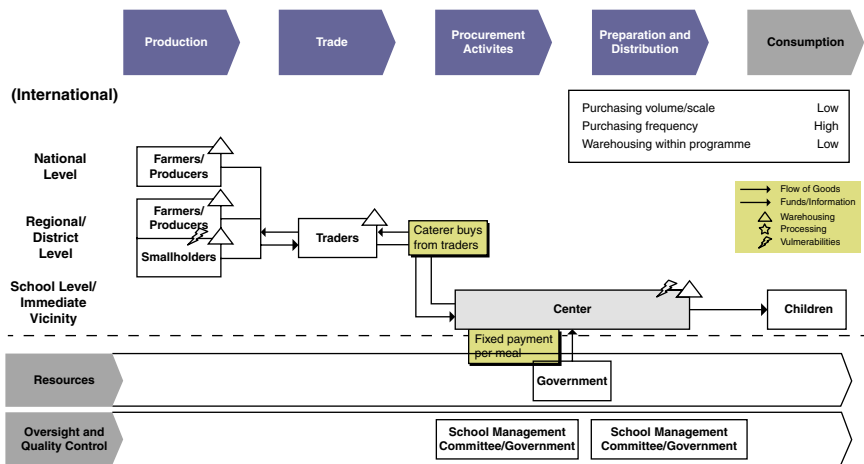 Production
Trade
Procurement
Activites
Preparation and
Distribution
Consumption
(International)
Purchasing volume/scale Low
Purchasing frequency High
Warehousing within programme Low
National
Level
Farmers/
Producers
Regional/
District
Level
Farmers/
Producers
Smallholders
Traders
Caterer buys
from traders
Flow of Goods
Funds/Information
Warehousing
Processing
Vulnerabilities
School Level/
Immediate
Vicinity
Center
Children
Fixed payment
per meal
Government
Resources
Oversight and
Quality Control
School Management
Committee/Government
School Management
Committee/Government